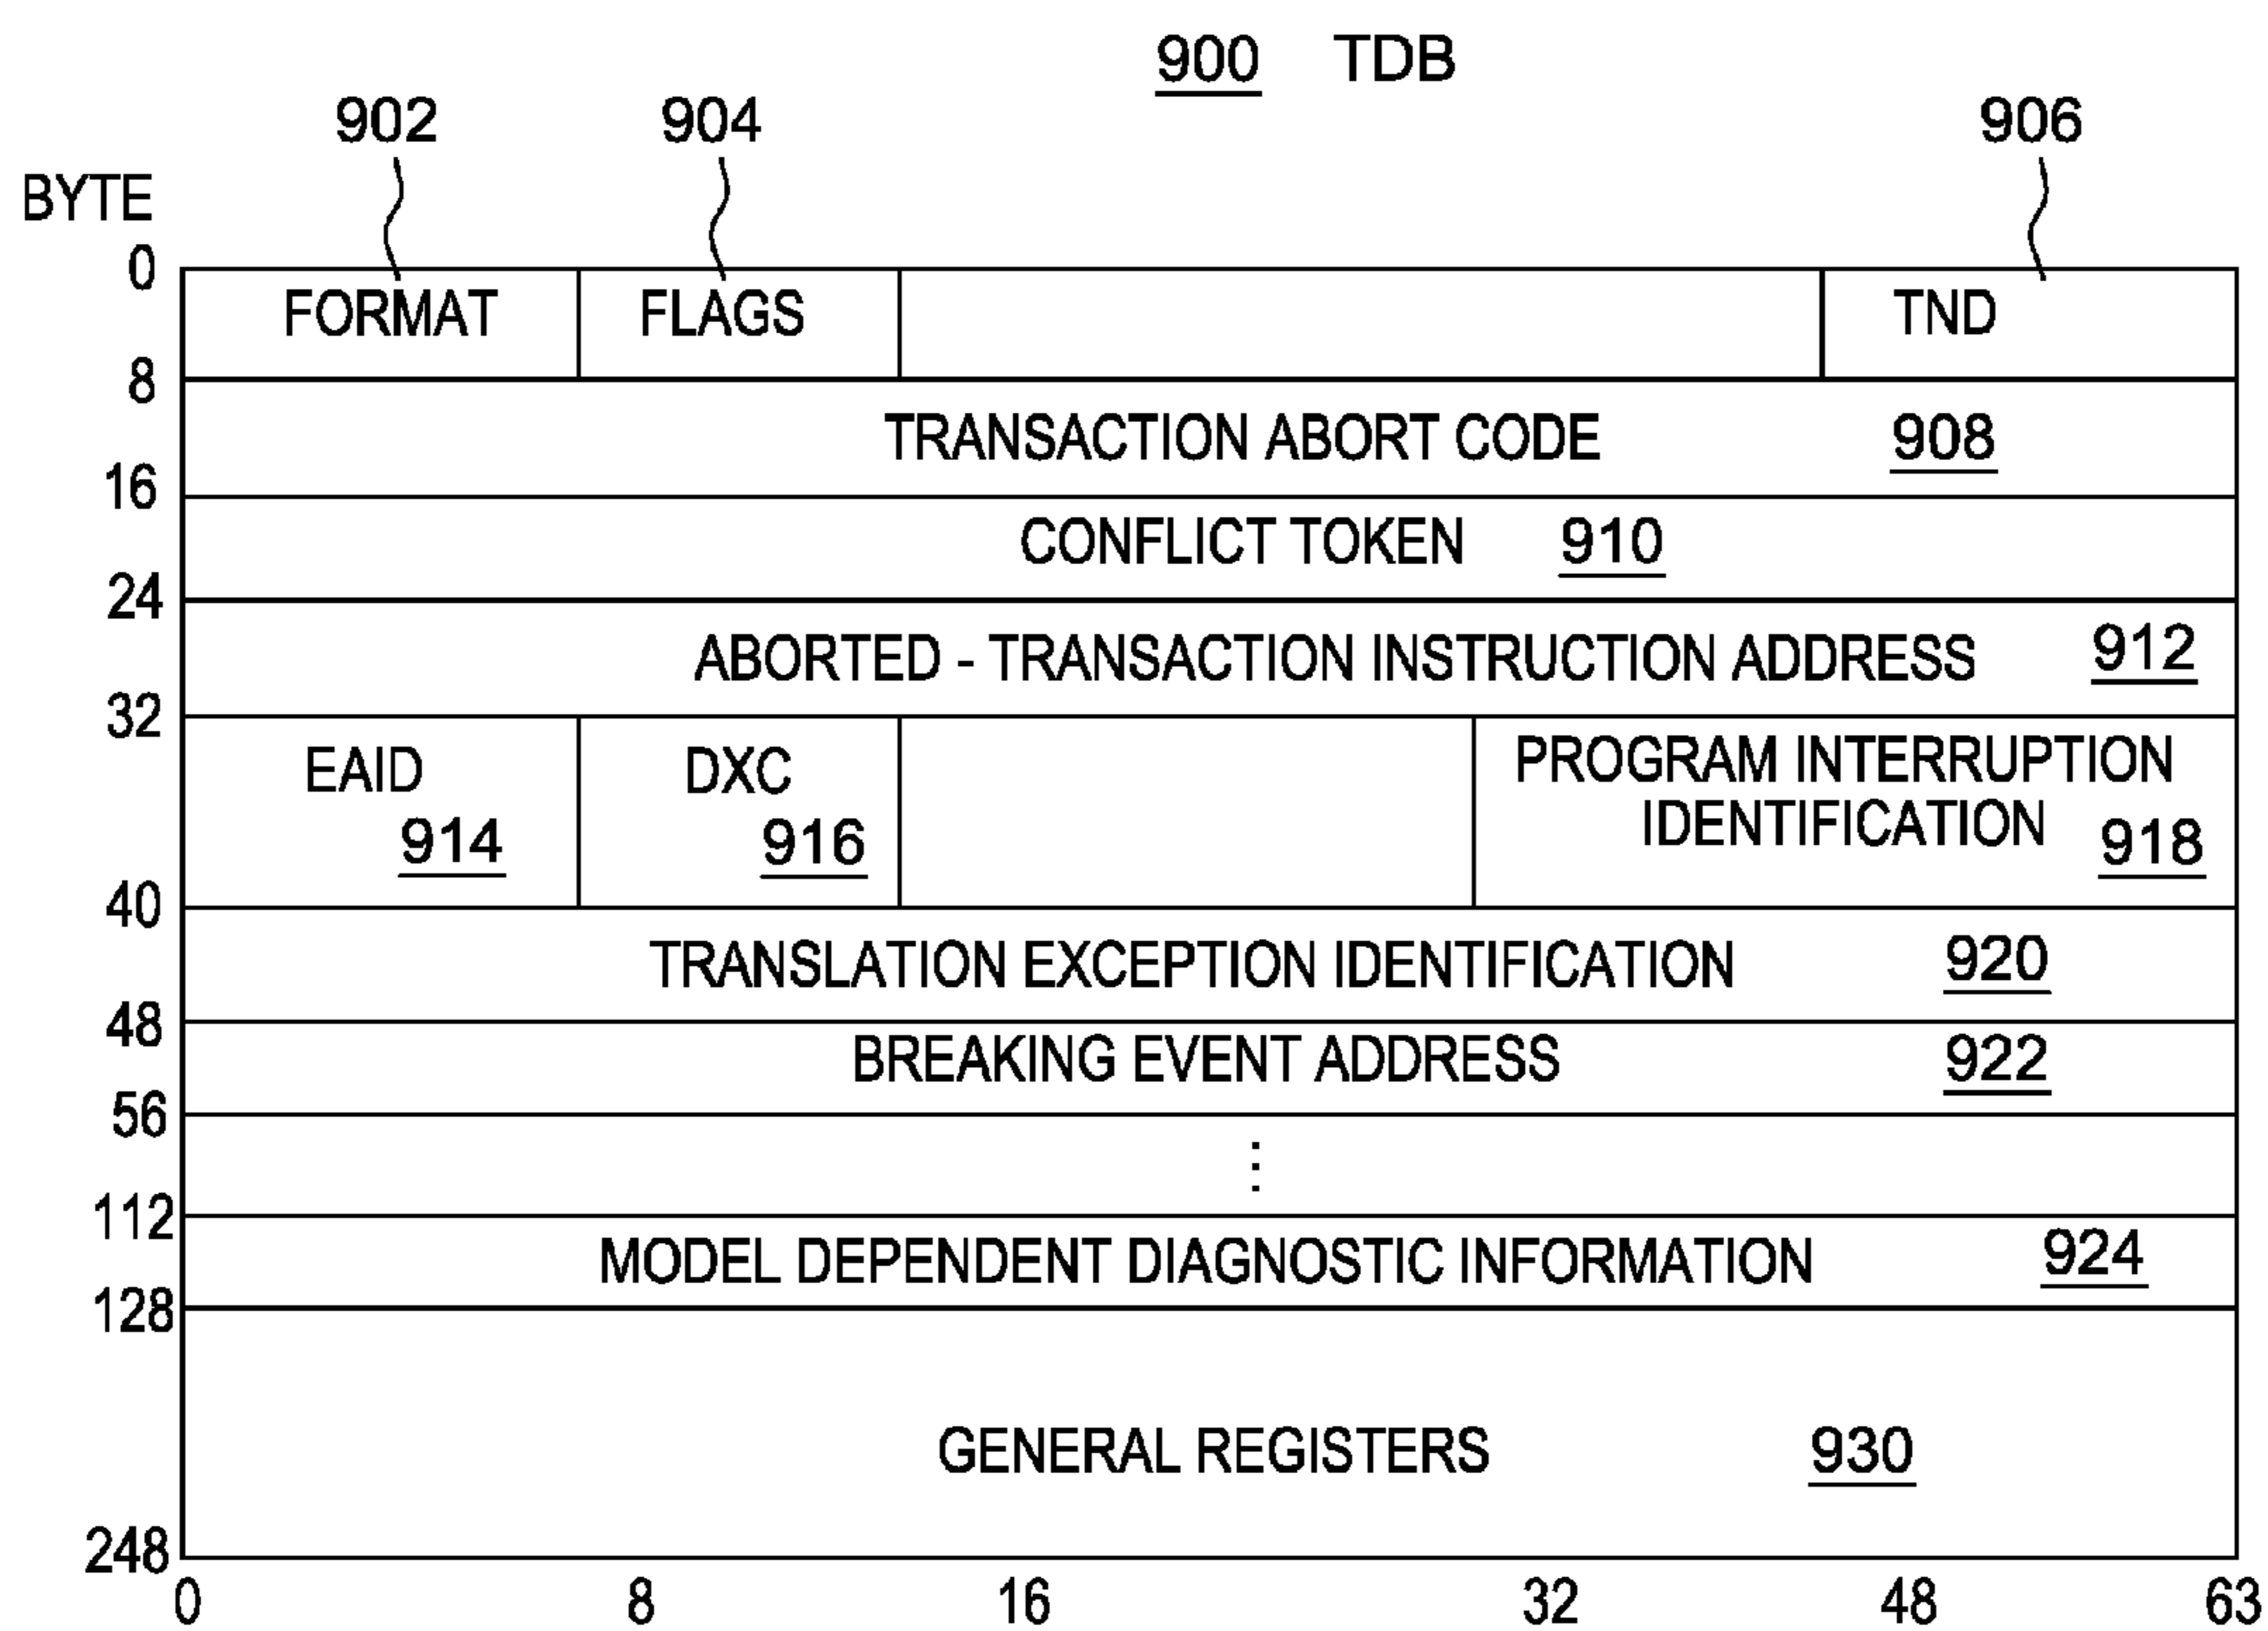 900 TDB
902 904 906
BYTE
0
FORMAT FLAGS TND
8
TRANSACTION ABORT CODE 908
16
CONFLICT TOKEN 910
24
ABORTED - TRANSACTION INSTRUCTION ADDRESS 912
32
EAID 914 DXC 916 PROGRAM INTERRUPTION
IDENTIFICATION 918
40
TRANSLATION EXCEPTION IDENTIFICATION 920
48
BREAKING EVENT ADDRESS 922
56
⋮
112
MODEL DEPENDENT DIAGNOSTIC INFORMATION 924
128
GENERAL REGISTERS 930
248
0 8 16 32 48 63